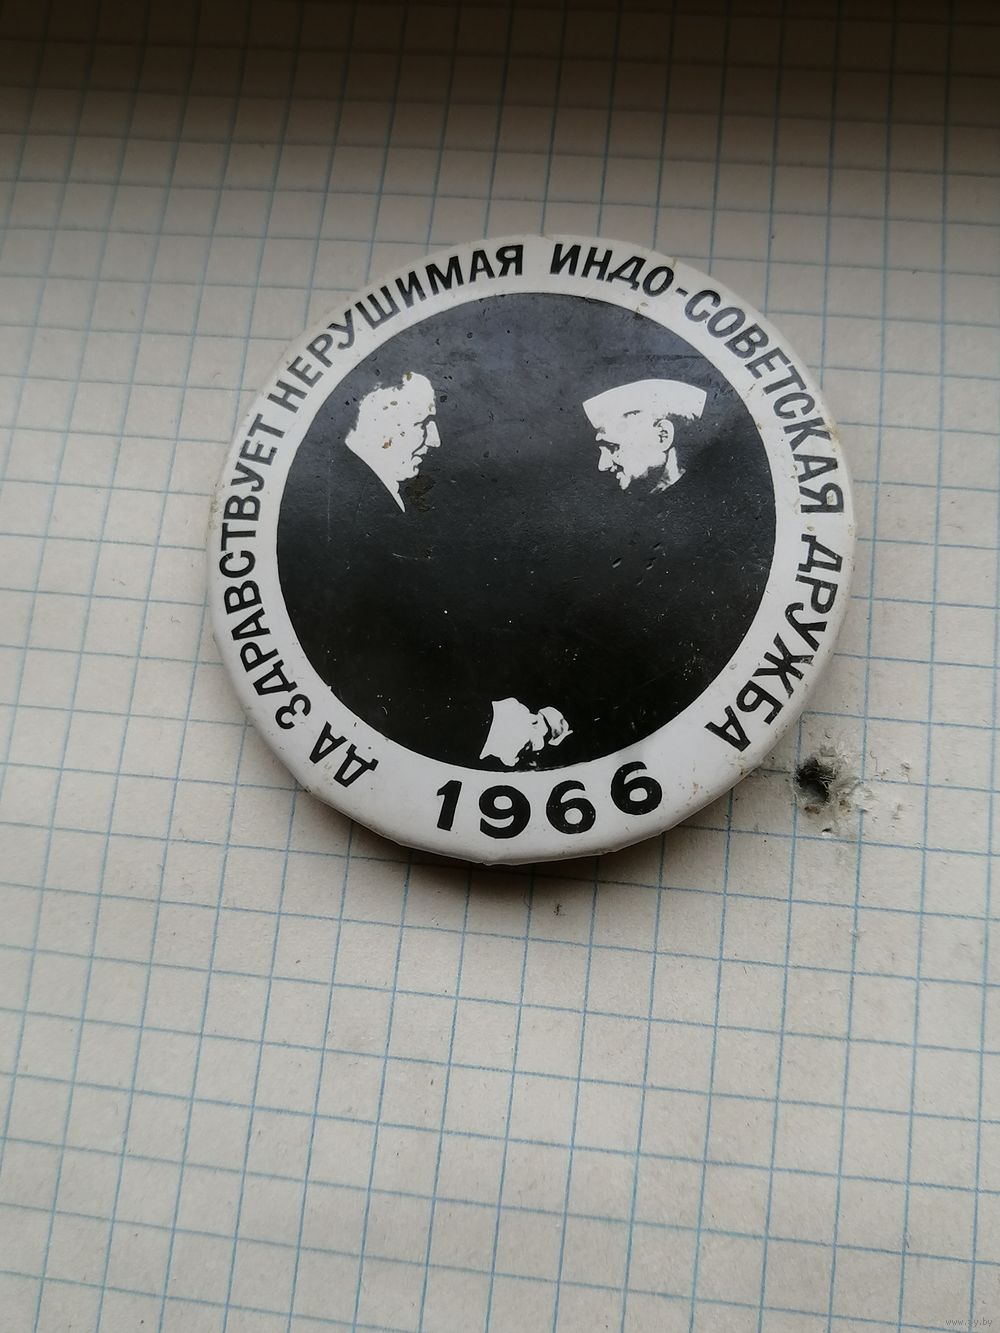 ДА ЗДРАВСТВУЕТ НЕРУШИМАЯ ИНДО-СОВЕТСКАЯ ДРУЖБА
1966